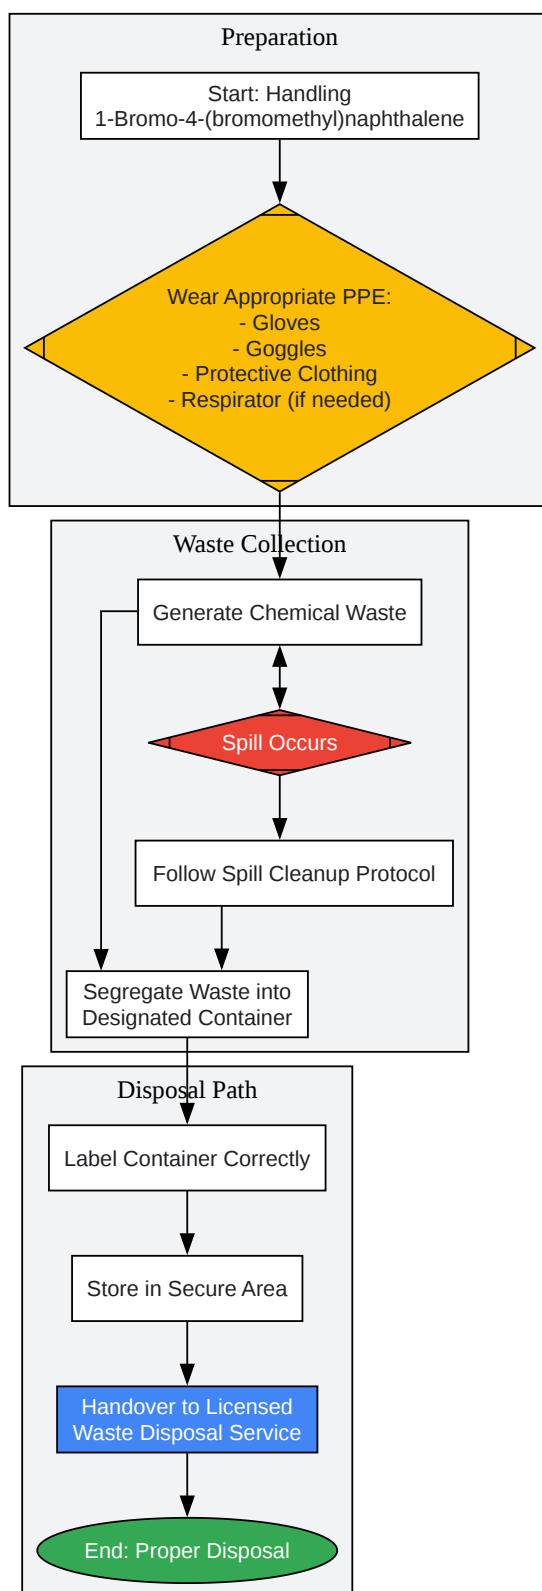 Preparation
Start: Handling
1-Bromo-4-(bromomethyl)naphthalene
Wear Appropriate PPE:
- Gloves
- Goggles
- Protective Clothing
- Respirator (if needed)
Waste Collection
Generate Chemical Waste
Spill Occurs
Follow Spill Cleanup Protocol
Segregate Waste into
Designated Container
Disposal Path
Label Container Correctly
Store in Secure Area
Handover to Licensed
Waste Disposal Service
End: Proper Disposal